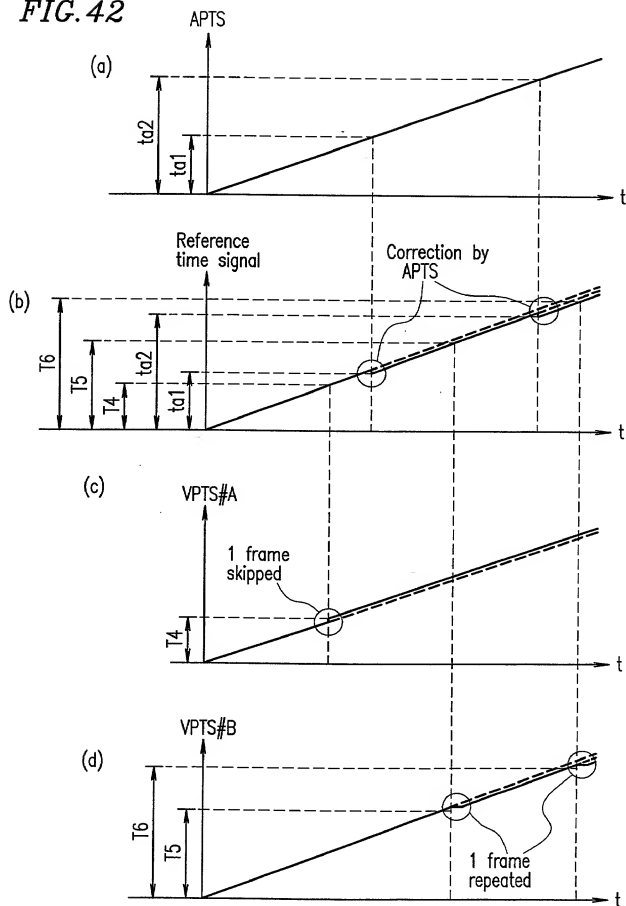 FIG. 42
APTS
(a)
ta2
ta1
t
Reference
time signal
Correction by
APTS
(b)
T6
T5
T4
ta2
ta1
t
(c)
VPTS#A
1 frame
skipped
T4
t
VPTS#B
(d)
T6
T5
1 frame
repeated
t